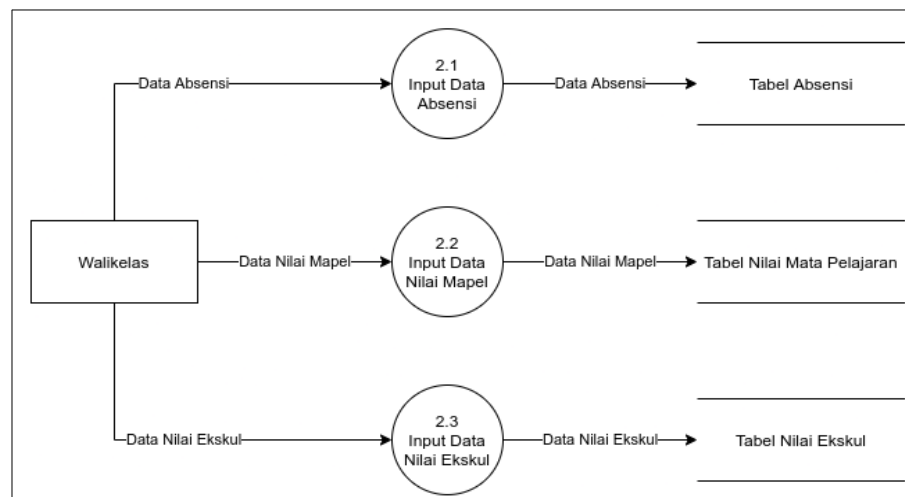 2.1
Input Data
Absensi
Data Absensi
Data Absensi
Tabel Absensi
Walikelas
Data Nilai Mapel
2.2
Input Data
Nilai Mapel
Data Nilai Mapel
Tabel Nilai Mata Pelajaran
Data Nilai Ekskul
2.3
Input Data
Nilai Ekskul
Data Nilai Ekskul
Tabel Nilai Ekskul